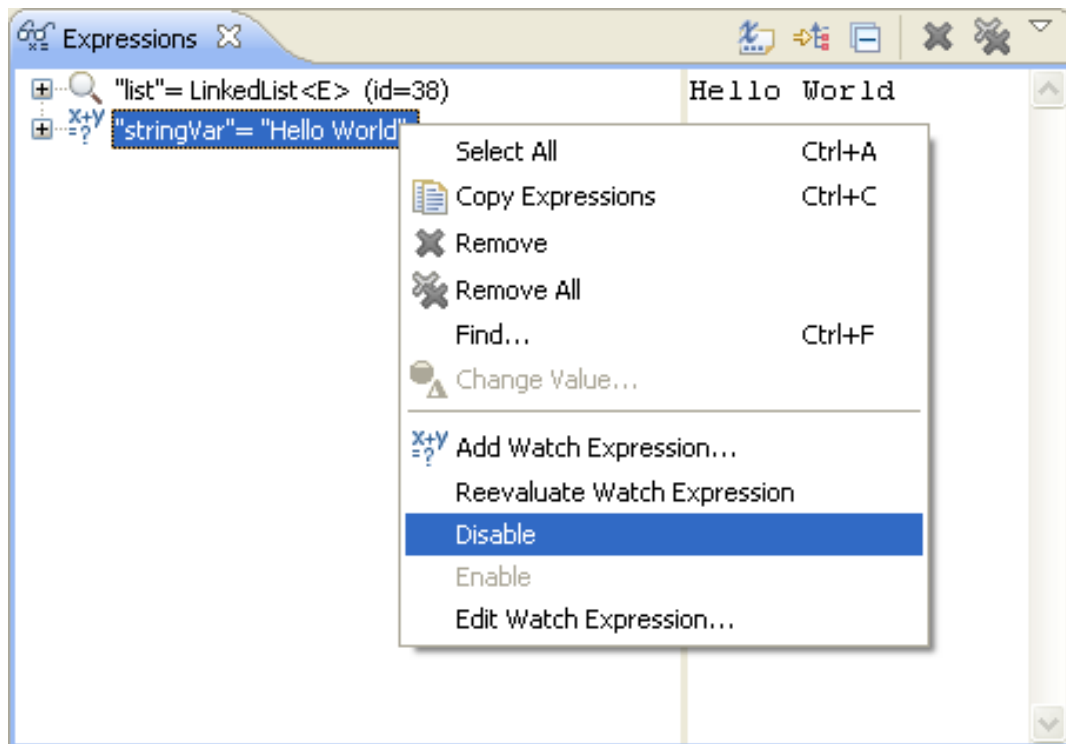 Expressions
"list"= LinkedList<E> (id=38)
Hello World
"stringVar"= "Hello World"
Select All Ctrl+A
Copy Expressions Ctrl+C
Remove
Remove All
Find... Ctrl+F
Change Value...
x+y =? Add Watch Expression...
Reevaluate Watch Expression
Disable
Enable
Edit Watch Expression...